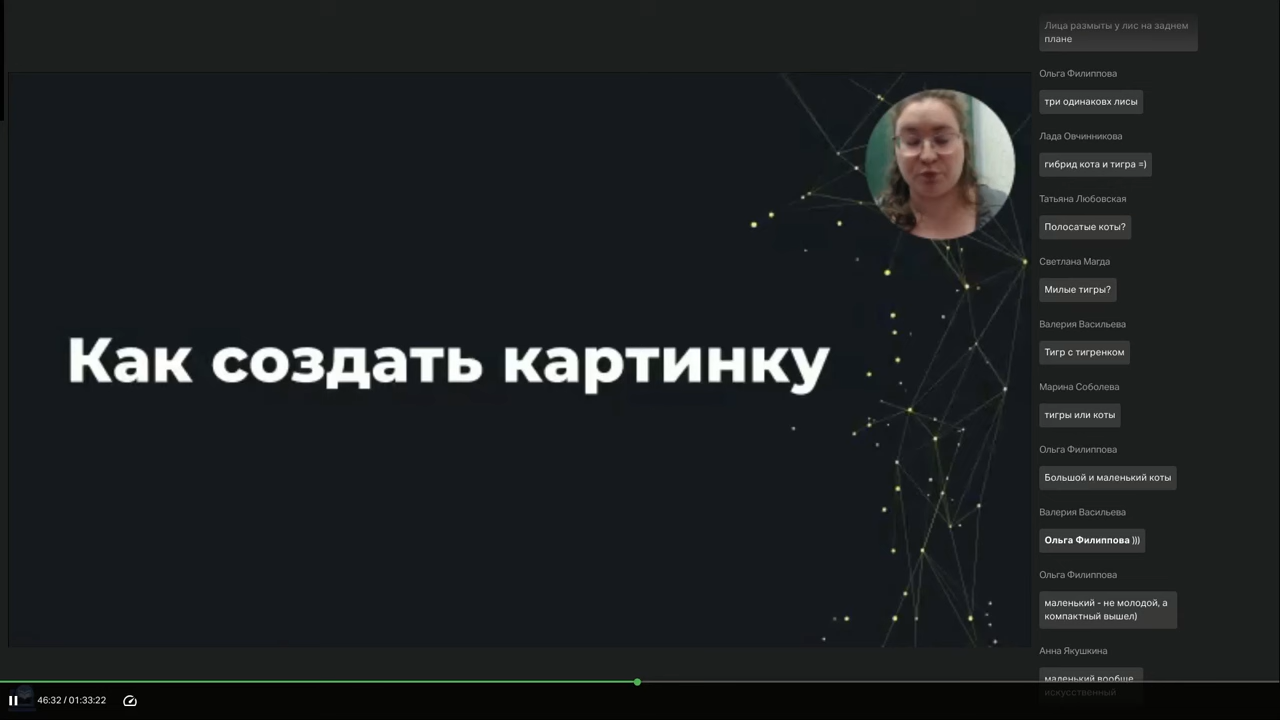 Как создать картинку
Лица размыты у лис на заднем
плане
Ольга Филиппова
три одинаковх лисы
Лада Овчинникова
гибрид кота и тигра =)
Татьяна Любовская
Полосатые коты?
Светлана Магда
Милые тигры?
Валерия Васильева
Тигр с тигренком
Марина Соболева
тигры или коты
Ольга Филиппова
Большой и маленький коты
Валерия Васильева
Ольга Филиппова )))
Ольга Филиппова
маленький - не молодой, а
компактный вышел)
Анна Якушкина
маленький вообще
искусственный
46:32 / 01:33:22